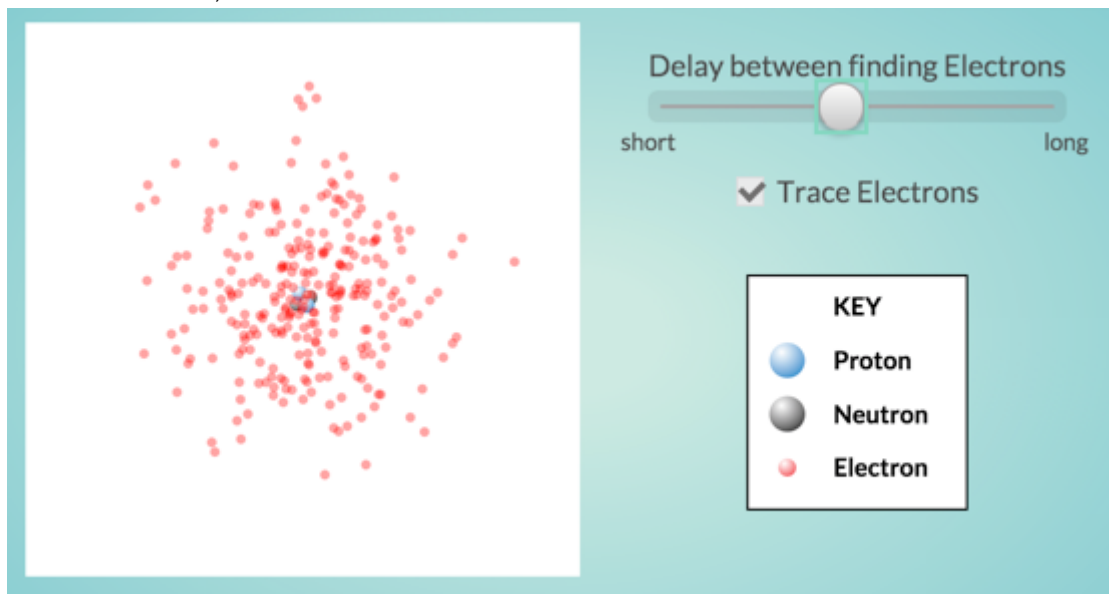 Delay between finding Electrons
short long
Trace Electrons
KEY
Proton
Neutron
Electron